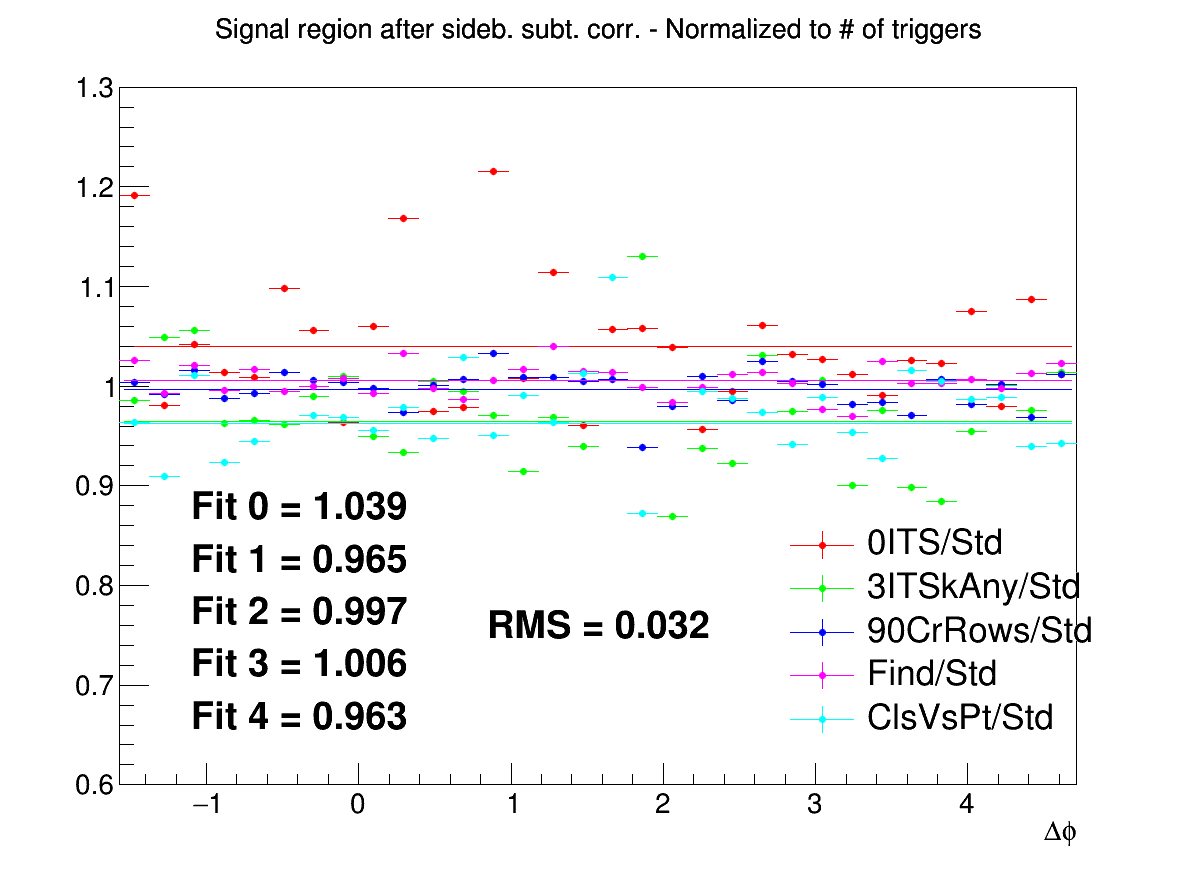 Signal region after sideb. subt. corr. - Normalized to # of triggers
1.3
1.2
1.1
1
0.9
0.8
0.7
0.6
Fit 0 = 1.039
Fit 1 = 0.965
Fit 2 = 0.997
Fit 3 = 1.006
Fit 4 = 0.963
RMS = 0.032
0ITS/Std
3ITSkAny/Std
90CrRows/Std
Find/Std
ClsVsPt/Std
−1 0 1 2 3 4
Δϕ